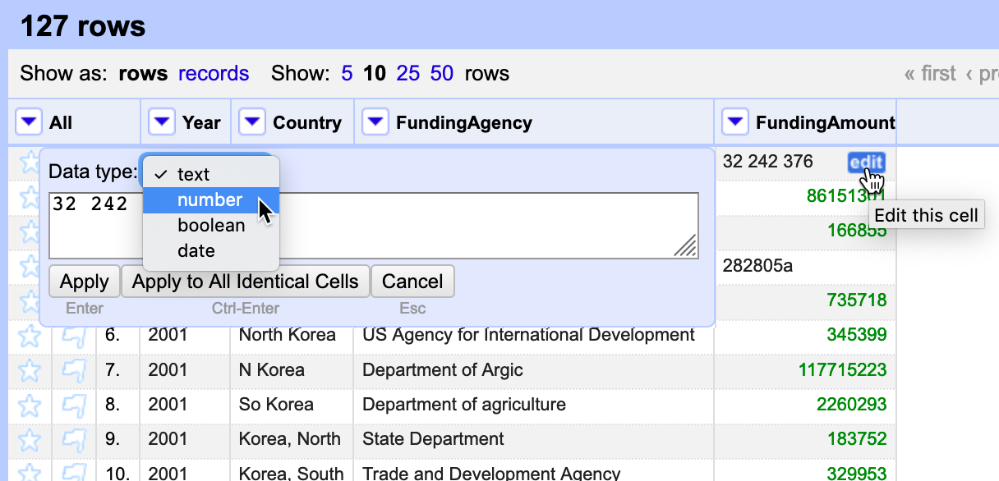 127 rows
Show as: rows records Show: 5 10 25 50 rows « first ‹ pr
All Year Country FundingAgency FundingAmount
Data type: ✓ text 32 242 376 edit
number 86151301
32 242
Edit this cell
boolean 166855
date 282805a
Apply Apply to All Identical Cells Cancel
Enter Ctrl-Enter Esc 735718
6. 2001 North Korea US Agency for International Development 345399
7. 2001 N Korea Department of Argic 117715223
8. 2001 So Korea Department of agriculture 2260293
9. 2001 Korea, North State Department 183752
10. 2001 Korea, South Trade and Development Agency 329953